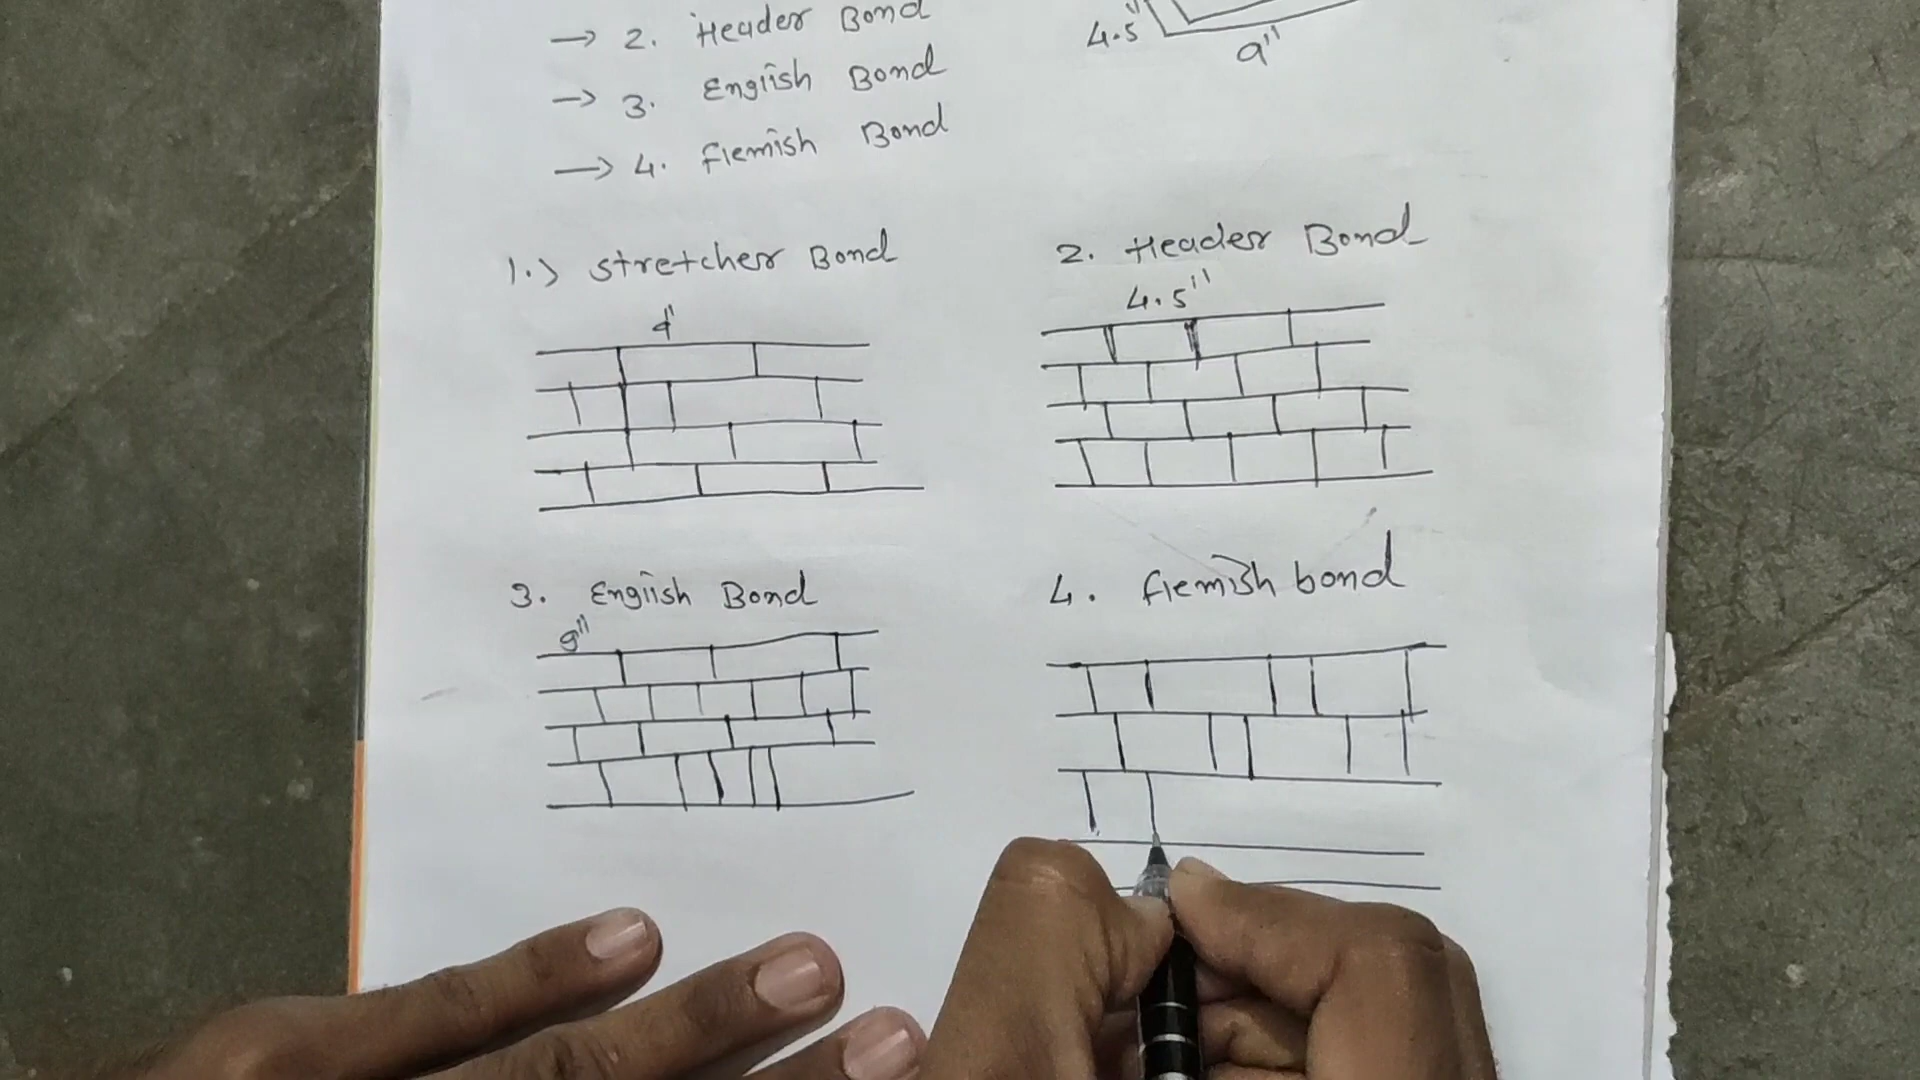 → 2. Header Bond
4.5" 9"
→ 3. English Bond
→ 4. flemish Bond
1.) stretcher Bond
2. Header Bond
4.5"
3. English Bond
9"
4. flemish bond